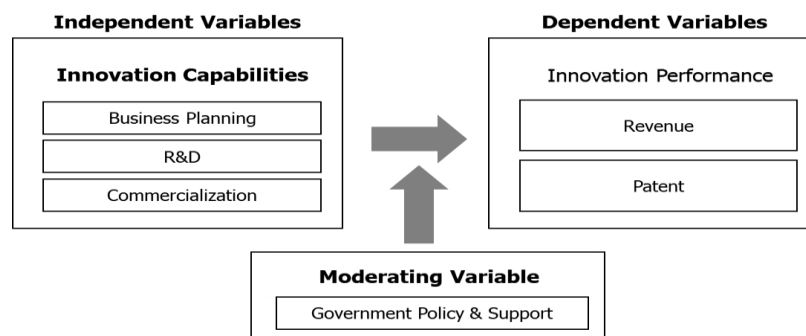 Independent Variables
Innovation Capabilities
Business Planning
R&D
Commercialization
Dependent Variables
Innovation Performance
Revenue
Patent
Moderating Variable
Government Policy & Support